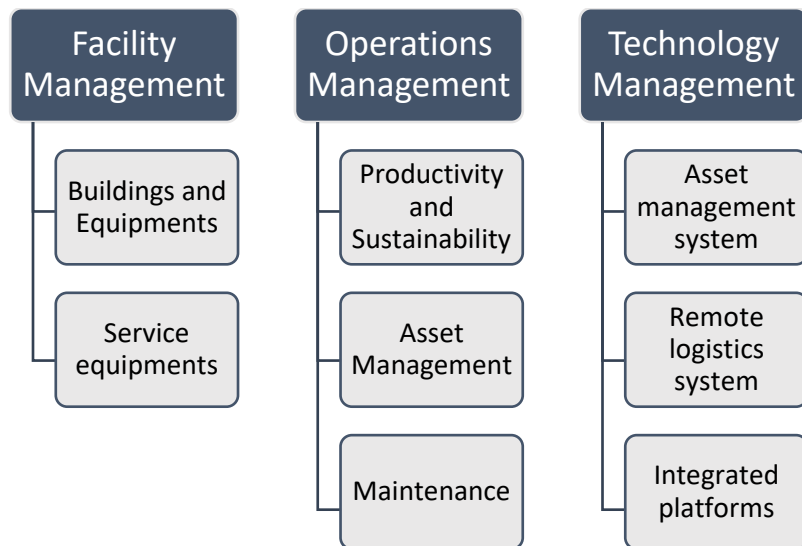 Facility
Management
Buildings and
Equipments
Service
equipments
Operations
Management
Productivity
and
Sustainability
Asset
Management
Maintenance
Technology
Management
Asset
management
system
Remote
logistics
system
Integrated
platforms